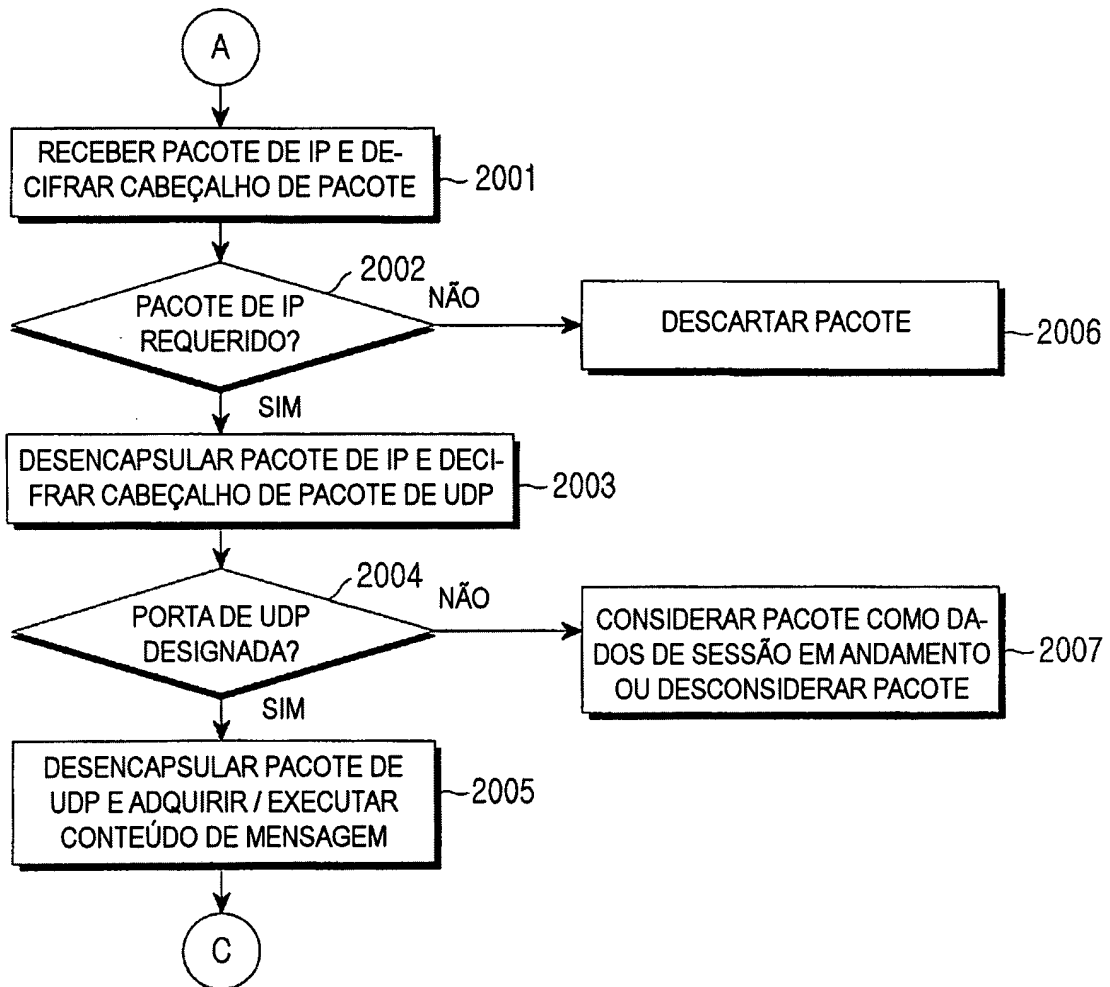 A
RECEBER PACOTE DE IP E DE-
CIFRAR CABEÇALHO DE PACOTE
2001
2002
PACOTE DE IP
REQUERIDO?
NÃO
DESCARTAR PACOTE
2006
SIM
DESENCAPSULAR PACOTE DE IP E DECI-
FRAR CABEÇALHO DE PACOTE DE UDP
2003
2004
PORTA DE UDP
DESIGNADA?
NÃO
CONSIDERAR PACOTE COMO DA-
DOS DE SESSÃO EM ANDAMENTO
OU DESCONSIDERAR PACOTE
2007
SIM
DESENCAPSULAR PACOTE DE
UDP E ADQUIRIR / EXECUTAR
CONTEÚDO DE MENSAGEM
2005
C